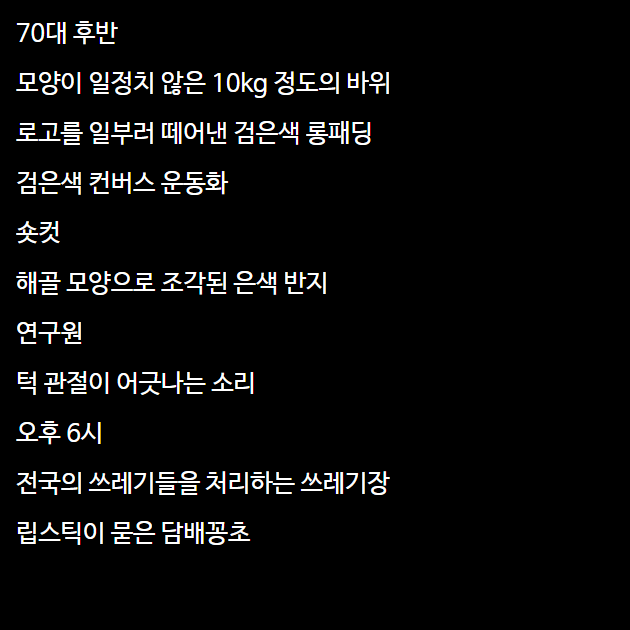 70대 후반
모양이 일정치 않은 10kg 정도의 바위
로고를 일부러 떼어낸 검은색 롱패딩
검은색 컨버스 운동화
숏컷
해골 모양으로 조각된 은색 반지
연구원
턱 관절이 어긋나는 소리
오후 6시
전국의 쓰레기들을 처리하는 쓰레기장
립스틱이 묻은 담배꽁초